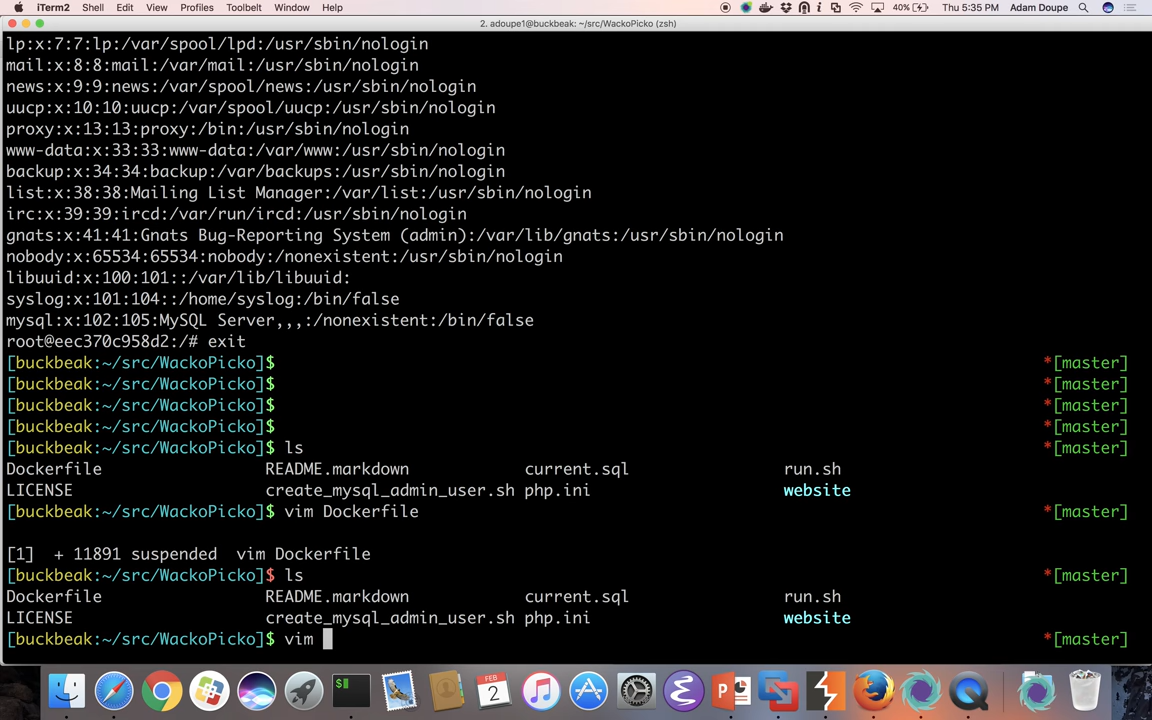 iTerm2 Shell Edit View Profiles Toolbelt Window Help 40% Thu 5:35 PM Adam Doupe
2. adoupe1@buckbeak: ~/src/WackoPicko (zsh)
lp:x:7:7:lp:/var/spool/lpd:/usr/sbin/nologin
mail:x:8:8:mail:/var/mail:/usr/sbin/nologin
news:x:9:9:news:/var/spool/news:/usr/sbin/nologin
uucp:x:10:10:uucp:/var/spool/uucp:/usr/sbin/nologin
proxy:x:13:13:proxy:/bin:/usr/sbin/nologin
www-data:x:33:33:www-data:/var/www:/usr/sbin/nologin
backup:x:34:34:backup:/var/backups:/usr/sbin/nologin
list:x:38:38:Mailing List Manager:/var/list:/usr/sbin/nologin
irc:x:39:39:ircd:/var/run/ircd:/usr/sbin/nologin
gnats:x:41:41:Gnats Bug-Reporting System (admin):/var/lib/gnats:/usr/sbin/nologin
nobody:x:65534:65534:nobody:/nonexistent:/usr/sbin/nologin
libuuid:x:100:101::/var/lib/libuuid:
syslog:x:101:104::/home/syslog:/bin/false
mysql:x:102:105:MySQL Server,,,:/nonexistent:/bin/false
root@eec370c958d2:/# exit
[buckbeak:~/src/WackoPicko]$ *[master]
[buckbeak:~/src/WackoPicko]$ *[master]
[buckbeak:~/src/WackoPicko]$ *[master]
[buckbeak:~/src/WackoPicko]$ *[master]
[buckbeak:~/src/WackoPicko]$ ls *[master]
Dockerfile README.markdown current.sql run.sh
LICENSE create_mysql_admin_user.sh php.ini website
[buckbeak:~/src/WackoPicko]$ vim Dockerfile *[master]
[1] + 11891 suspended vim Dockerfile
[buckbeak:~/src/WackoPicko]$ ls *[master]
Dockerfile README.markdown current.sql run.sh
LICENSE create_mysql_admin_user.sh php.ini website
[buckbeak:~/src/WackoPicko]$ vim *[master]
FEB
2